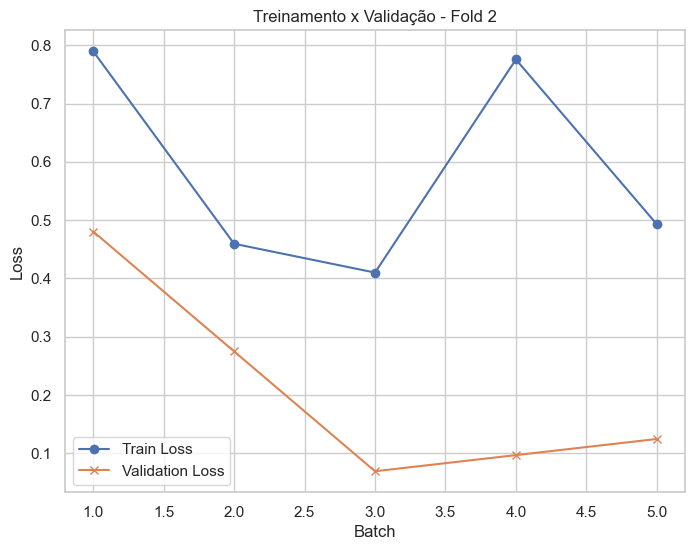 Treinamento x Validação - Fold 2
Loss
0.8
0.7
0.6
0.5
0.4
0.3
0.2
0.1
Train Loss
Validation Loss
1.0 1.5 2.0 2.5 3.0 3.5 4.0 4.5 5.0
Batch